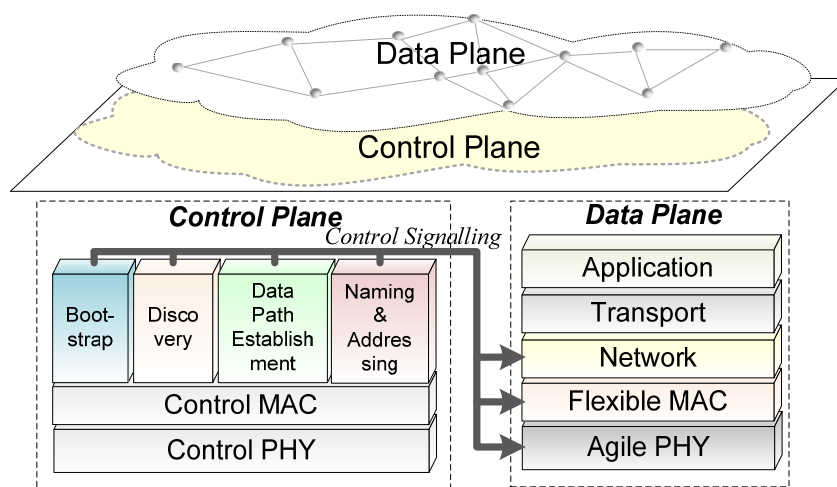 Data Plane
Control Plane
Control Plane
Control Signalling
Boot-
strap
Disco
very
Data
Path
Establish
ment
Naming
&
Addres
sing
Control MAC
Control PHY
Data Plane
Application
Transport
Network
Flexible MAC
Agile PHY